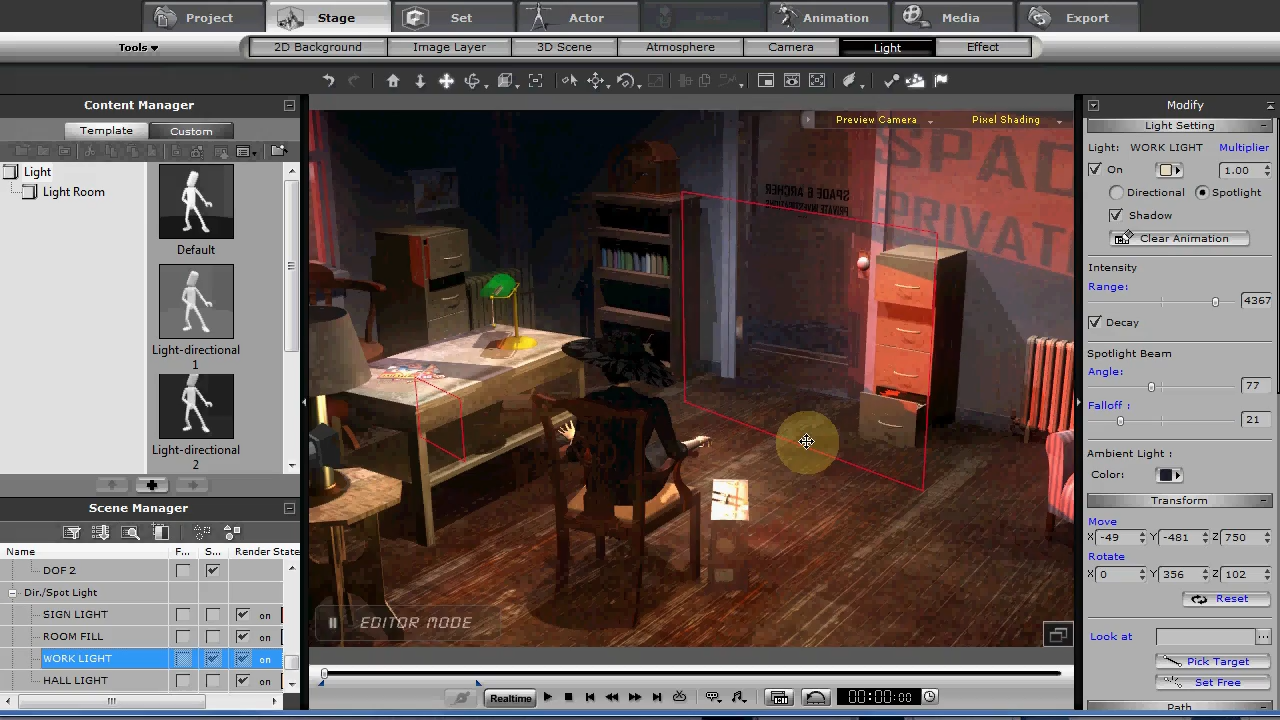 Project
Stage
Set
Actor
Animation
Media
Export
Tools
2D Background
Image Layer
3D Scene
Atmosphere
Camera
Light
Effect
Content Manager
Template
Custom
Light
Light Room
Default
Light-directional
1
Light-directional
2
Scene Manager
Name
F...
S...
Render State
DOF 2
Dir./Spot Light
SIGN LIGHT
on
ROOM FILL
on
WORK LIGHT
on
HALL LIGHT
on
Preview Camera
Pixel Shading
SPADE & ARCHER
SPAD
PRIVAT
EDITOR MODE
Realtime
00:00:00
Modify
Light Setting
Light: WORK LIGHT Multiplier
On
1.00
Directional
Spotlight
Shadow
Clear Animation
Intensity
Range:
4367
Decay
Spotlight Beam
Angle:
77
Falloff :
21
Ambient Light :
Color:
Transform
Move
X -49 Y -481 Z 750
Rotate
X 0 Y 356 Z 102
Reset
Look at
Pick Target
Set Free
Path